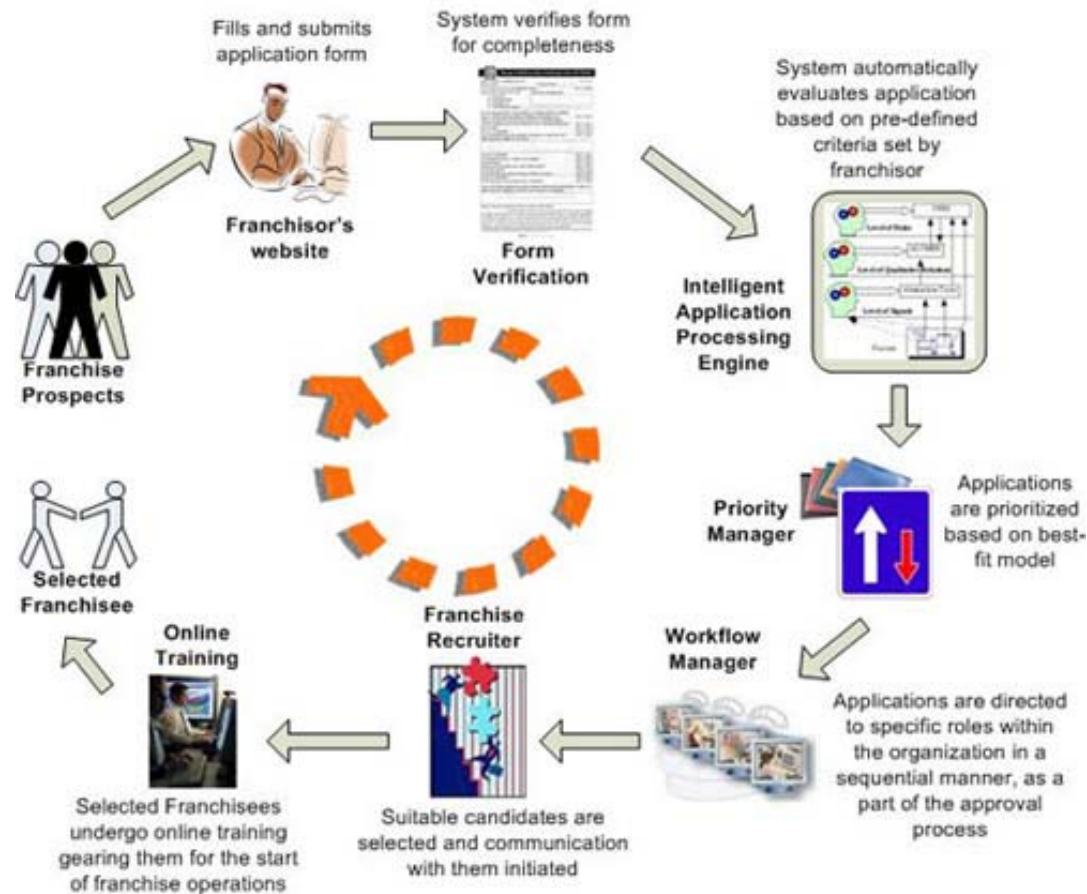 Fills and submits
application form
System verifies form
for completeness
System automatically
evaluates application
based on pre-defined
criteria set by
franchisor
Franchisor's
website
Form
Verification
Intelligent
Application
Processing
Engine
Franchise
Prospects
Priority
Manager
Applications
are prioritized
based on best-
fit model
Selected
Franchisee
Online
Training
Franchise
Recruiter
Workflow
Manager
Applications are directed
to specific roles within
the organization in a
sequential manner, as a
part of the approval
process
Selected Franchisees
undergo online training
gearing them for the start
of franchise operations
Suitable candidates are
selected and communication
with them initiated